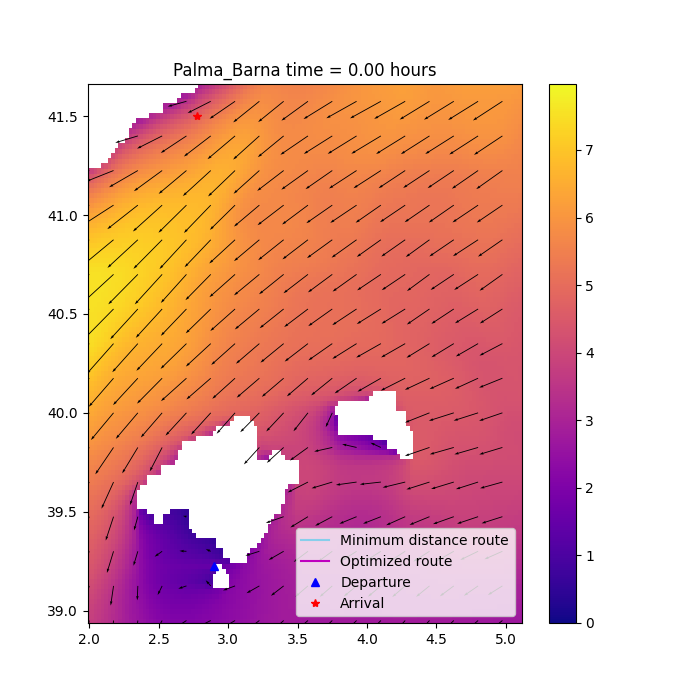 Palma_Barna time = 0.00 hours
41.5
41.0
40.5
40.0
39.5
39.0
2.0 2.5 3.0 3.5 4.0 4.5 5.0
Minimum distance route
Optimized route
Departure
Arrival
7
6
5
4
3
2
1
0